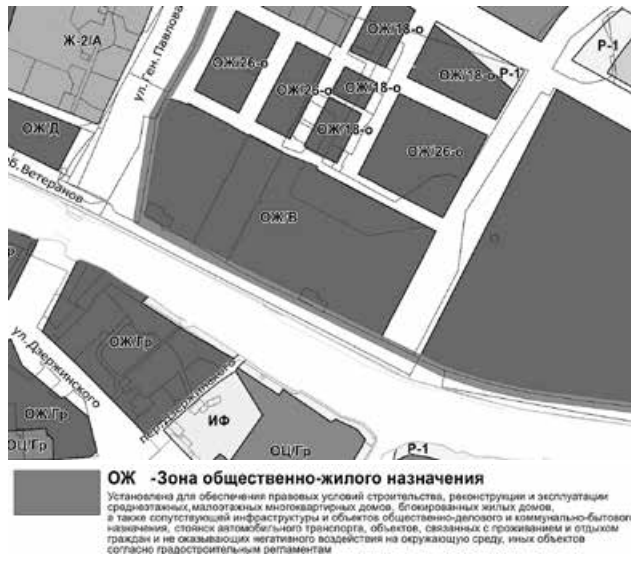 ОЖ/18-о
Ж-2/А
ул. Ген. Павлова
Р-1
ОЖ/26-о
ОЖ/18-о
Р-1
ОЖ/26-о
ОЖ/18-о
ОЖ/Д
ОЖ/18-о
ОЖ/26-о
об. Ветеранов
ОЖ/В
ул. Дзержинского
ОЖ/Гр
ОЖ/Гр
ИФ
ОЦ/Гр
ОЦ/Гр
Р-1
ОЖ -Зона общественно-жилого назначения
Установлена для обеспечения правовых условий строительства, реконструкции и эксплуатации
среднеэтажных, малоэтажных многоквартирных домов, блокированных жилых домов,
а также сопутствующей инфраструктуры и объектов общественно-делового и коммунально-бытового
назначения, стоянок автомобильного транспорта, объектов, связанных с проживанием и отдыхом
граждан и не оказывающих негативного воздействия на окружающую среду, иных объектов
согласно градостроительным регламентам